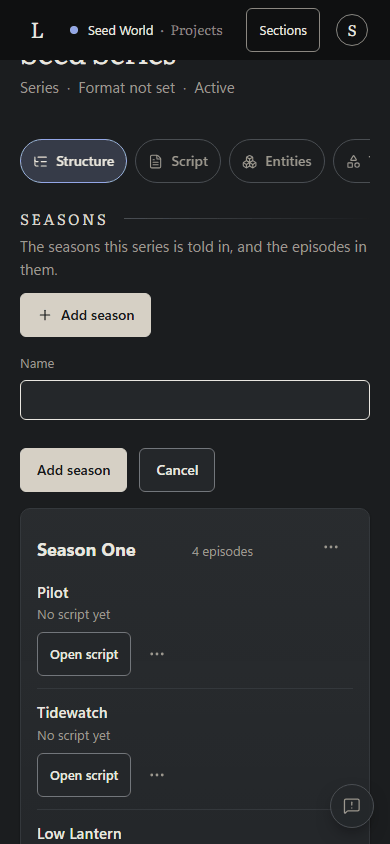 L
Seed World · Projects
Sections
S
Seed Series
Series · Format not set · Active
Structure
Script
Entities
SEASONS
The seasons this series is told in, and the episodes in
them.
Add season
Name
Add season
Cancel
Season One
4 episodes
Pilot
No script yet
Open script
Tidewatch
No script yet
Open script
Low Lantern